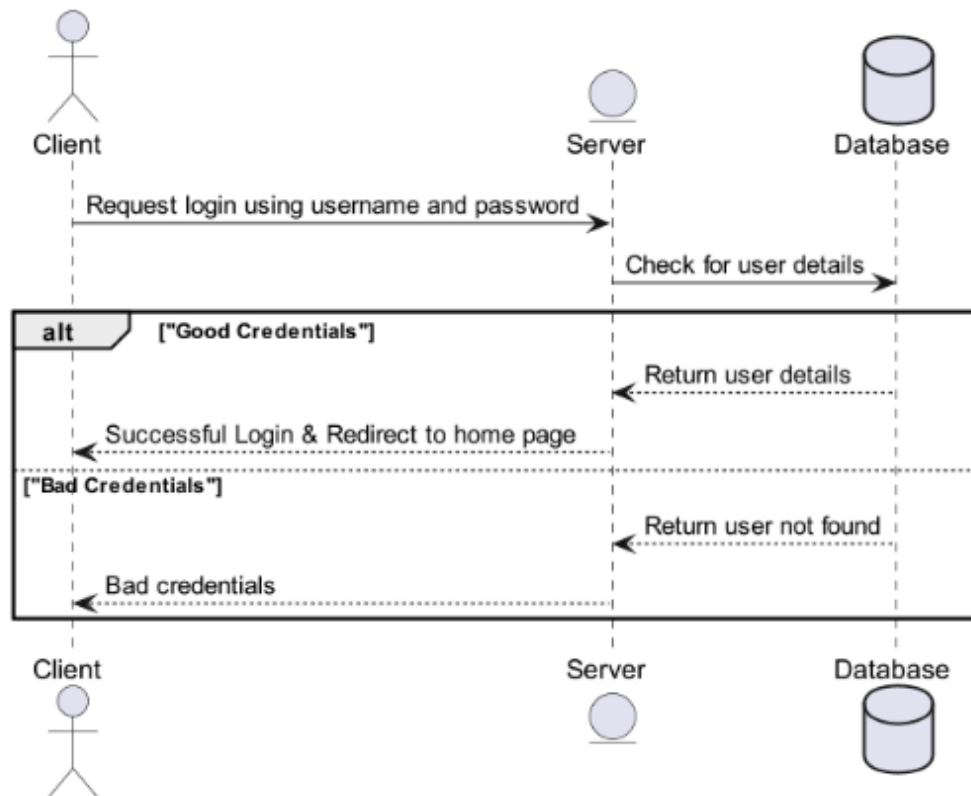 Client
Server
Database
Request login using username and password
Check for user details
alt
["Good Credentials"]
Return user details
Successful Login & Redirect to home page
["Bad Credentials"]
Return user not found
Bad credentials
Client
Server
Database